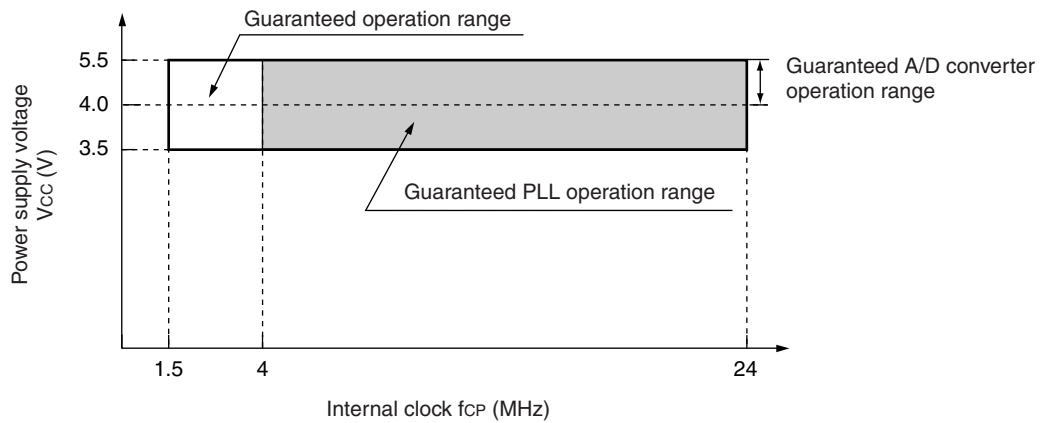 Guaranteed operation range
5.5
4.0
3.5
Power supply voltage
VCC (V)
Guaranteed A/D converter
operation range
Guaranteed PLL operation range
1.5
4
24
Internal clock fCP (MHz)